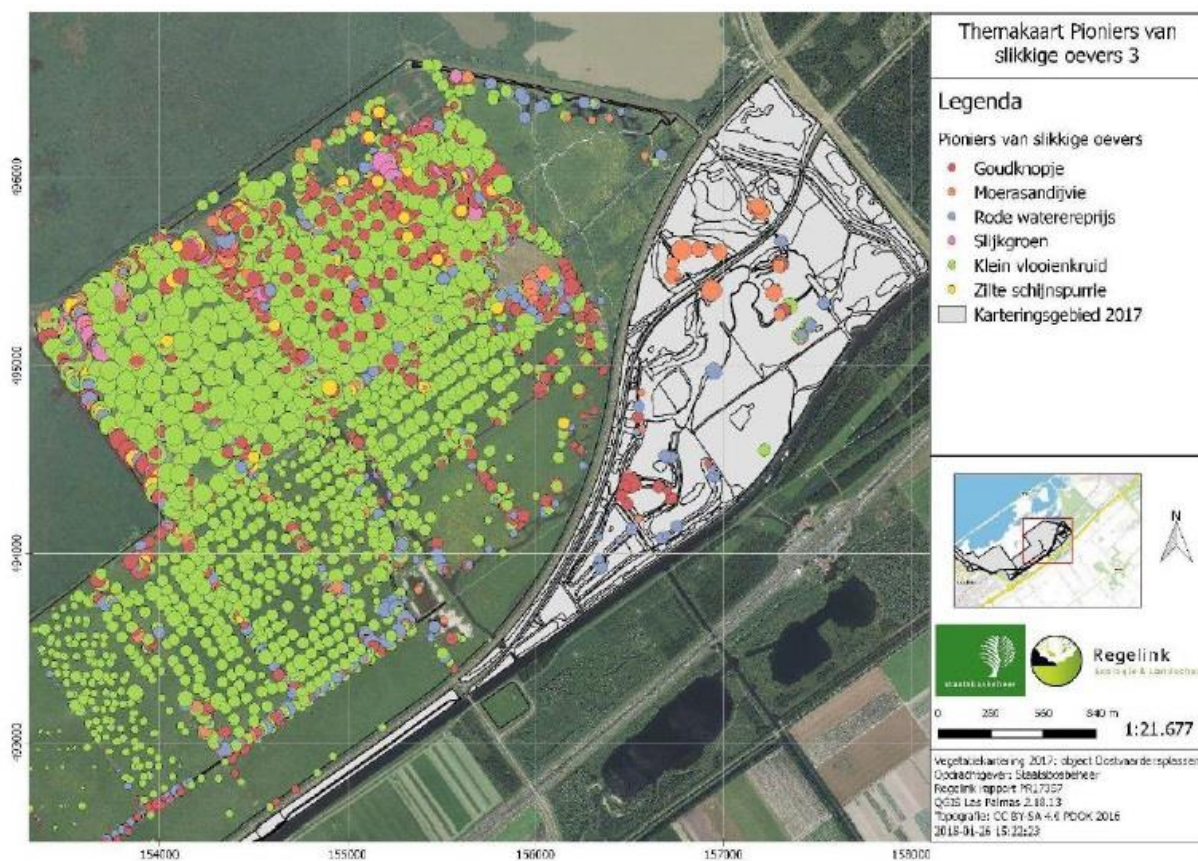 Themakaart Pioniers van
slikkige oevers 3
Legenda
Pioniers van slikkige oevers
Goudknopje
Moerasandijvie
Rode waterereprijs
Slijkgroen
Klein vlooienkruid
Zilte schijnspurrie
Karteringsgebied 2017
N
staatsbosbeheer
Regelink
Ecologie & Landschap
0 280 560 840 m
1:21.677
Vegetatiekartering 2017: object Oostvaardersplassen
Opdrachtgever: Staatsbosbeheer
Regelink rapport PR17357
QGIS Las Palmas 2.18.13
Topografie: CC BY-SA 4.0 PDOK 2016
2018-01-26 15:22:23
496000
495000
494000
493000
154000 155000 156000 157000 158000